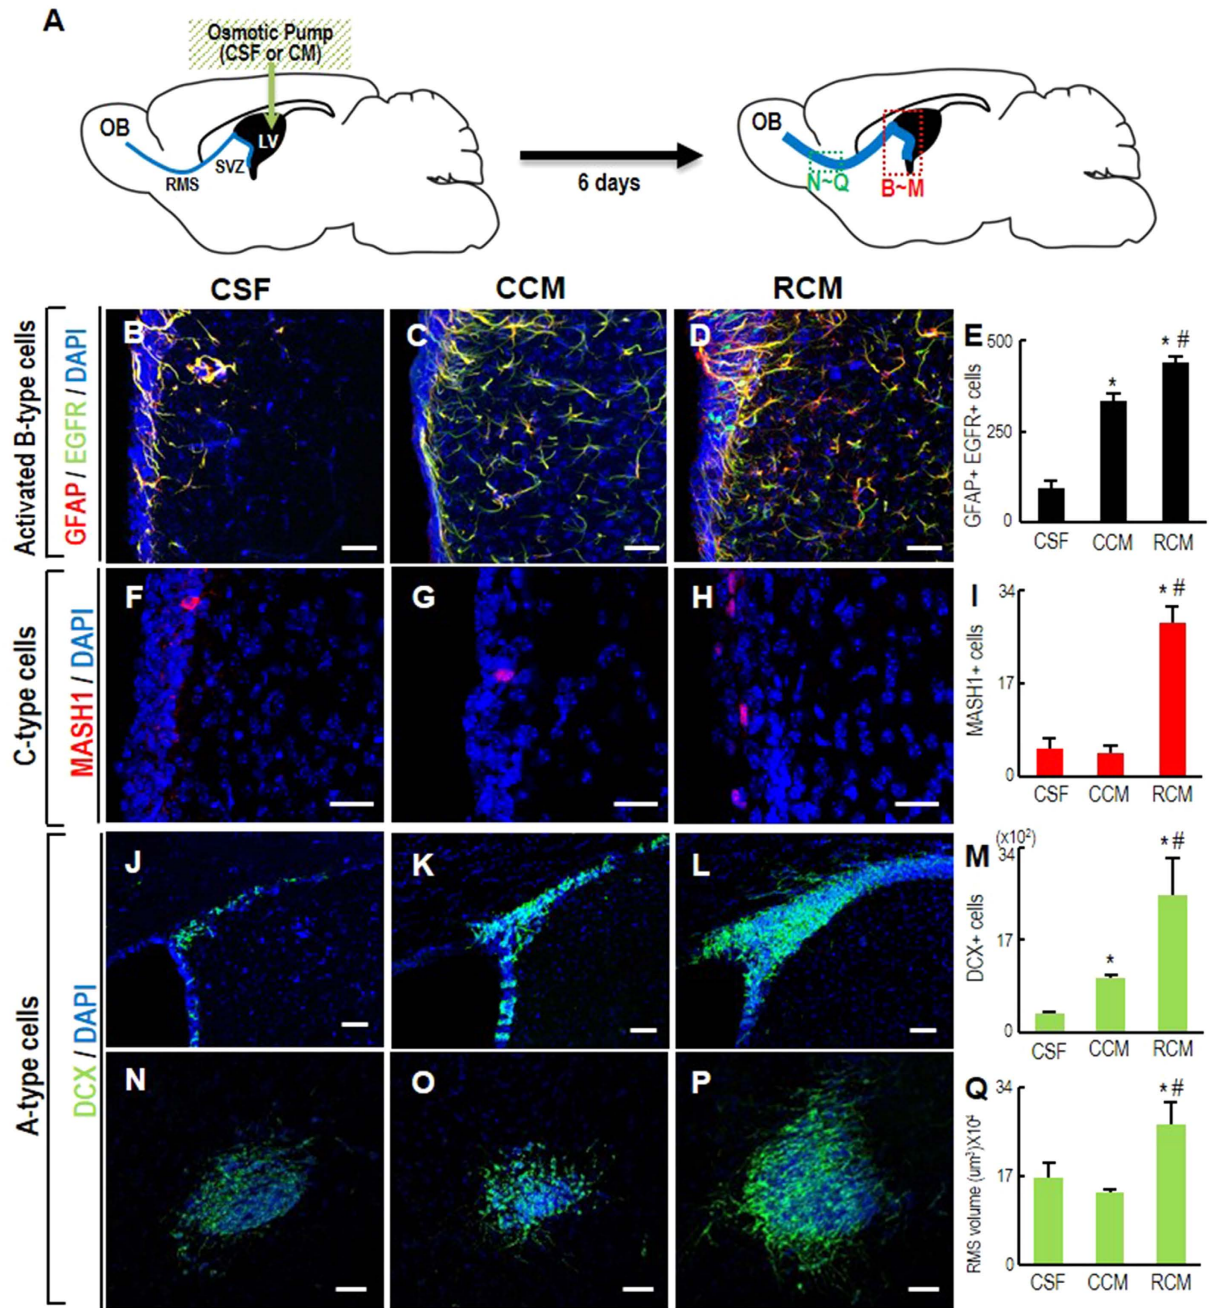 A
Osmotic Pump
(CSF or CM)
OB
LV
SVZ
RMS
6 days
OB
N~Q
B~M
CSF
CCM
RCM
Activated B-type cells
GFAP / EGFR / DAPI
B
C
D
E
500
250
0
GFAP+ EGFR+ cells
*
* #
CSF
CCM
RCM
C-type cells
MASH1 / DAPI
F
G
H
I
34
17
0
MASH1+ cells
* #
CSF
CCM
RCM
A-type cells
DCX / DAPI
J
K
L
M
(x10²)
34
17
0
DCX+ cells
*
* #
CSF
CCM
RCM
N
O
P
Q
34
17
0
RMS volume (um³)
* #
CSF
CCM
RCM